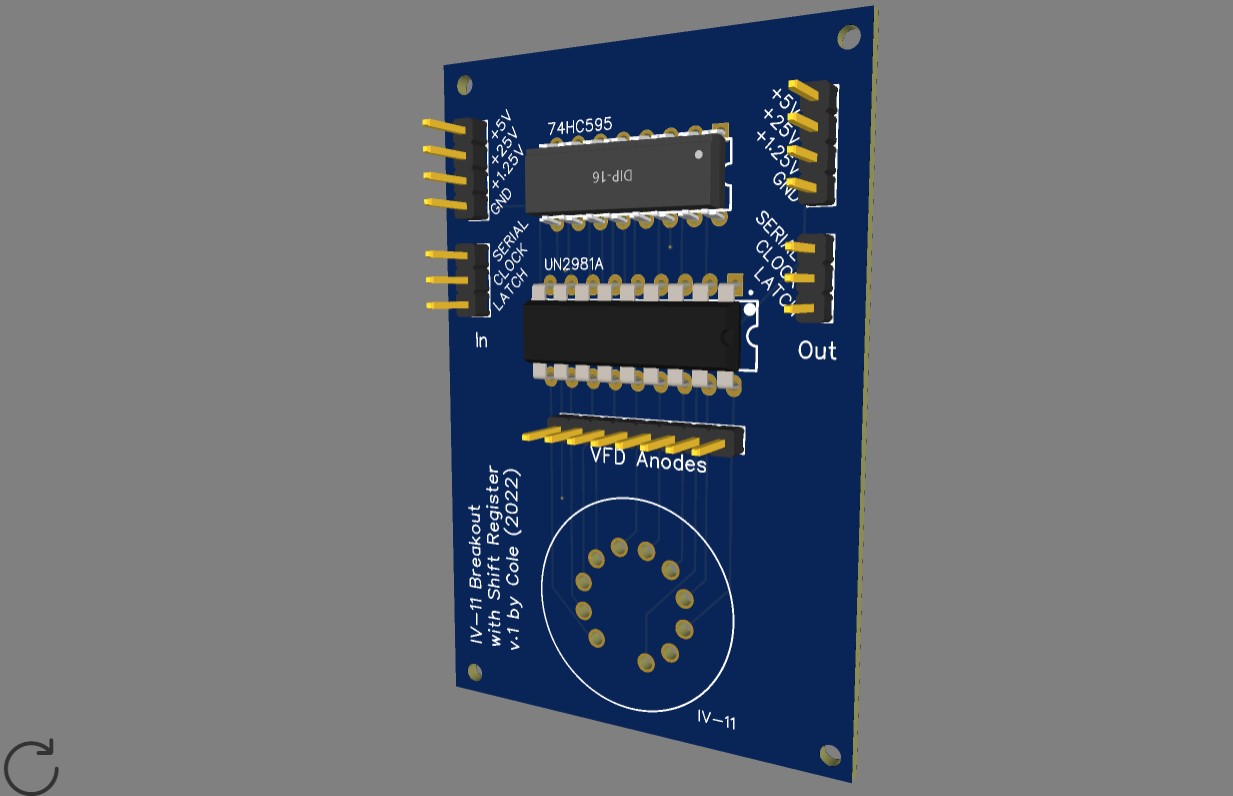 +5V
+25V
+1.25V
GND
SERIAL
CLOCK
LATCH
In
74HC595
DIP-16
UN2981A
+5V
+25V
+1.25V
GND
SERIAL
CLOCK
LATCH
Out
VFD Anodes
IV-11 Breakout
with Shift Register
v.1 by Cole (2022)
IV-11